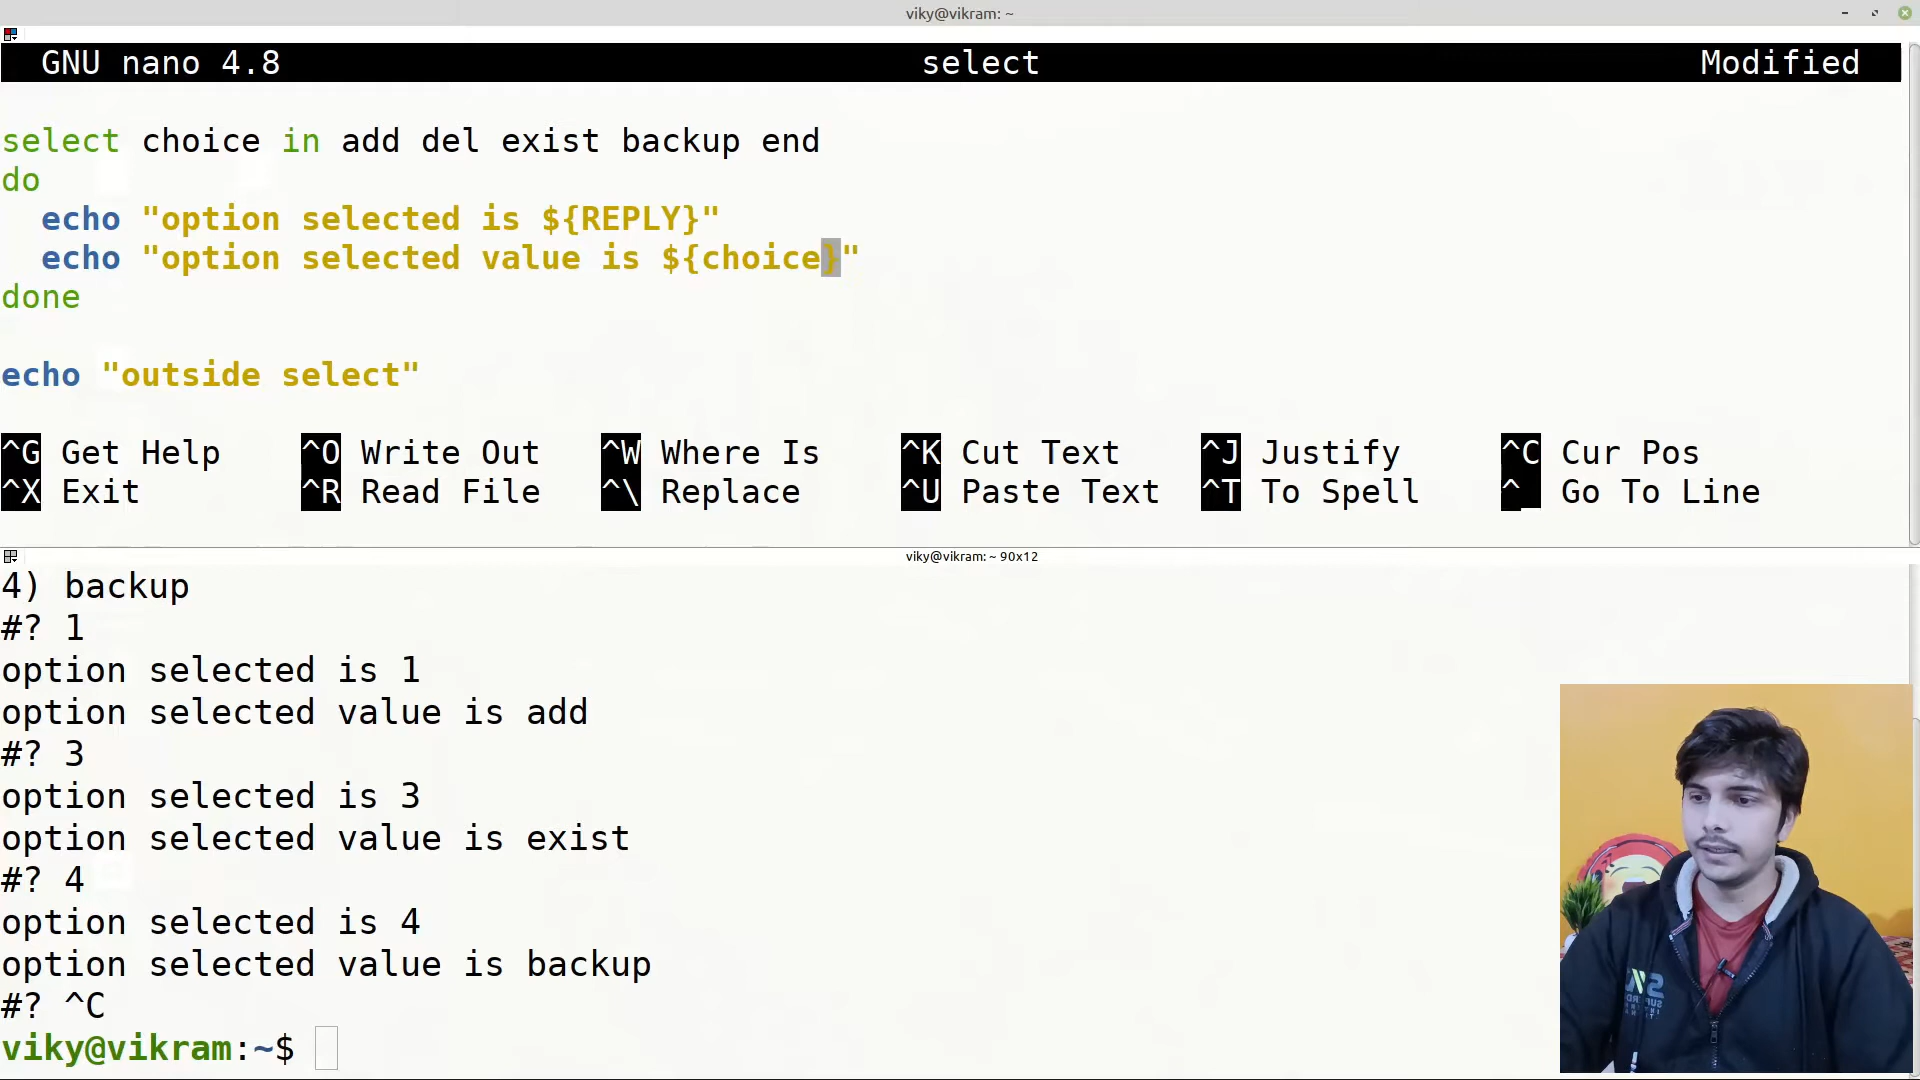 viky@vikram: ~
GNU nano 4.8 select Modified
select choice in add del exist backup end
do
echo "option selected is ${REPLY}"
echo "option selected value is ${choice}"
done
echo "outside select"
^G Get Help ^O Write Out ^W Where Is ^K Cut Text ^J Justify ^C Cur Pos
^X Exit ^R Read File ^\ Replace ^U Paste Text ^T To Spell ^_ Go To Line
viky@vikram: ~ 90x12
4) backup
#? 1
option selected is 1
option selected value is add
#? 3
option selected is 3
option selected value is exist
#? 4
option selected is 4
option selected value is backup
#? ^C
viky@vikram:~$